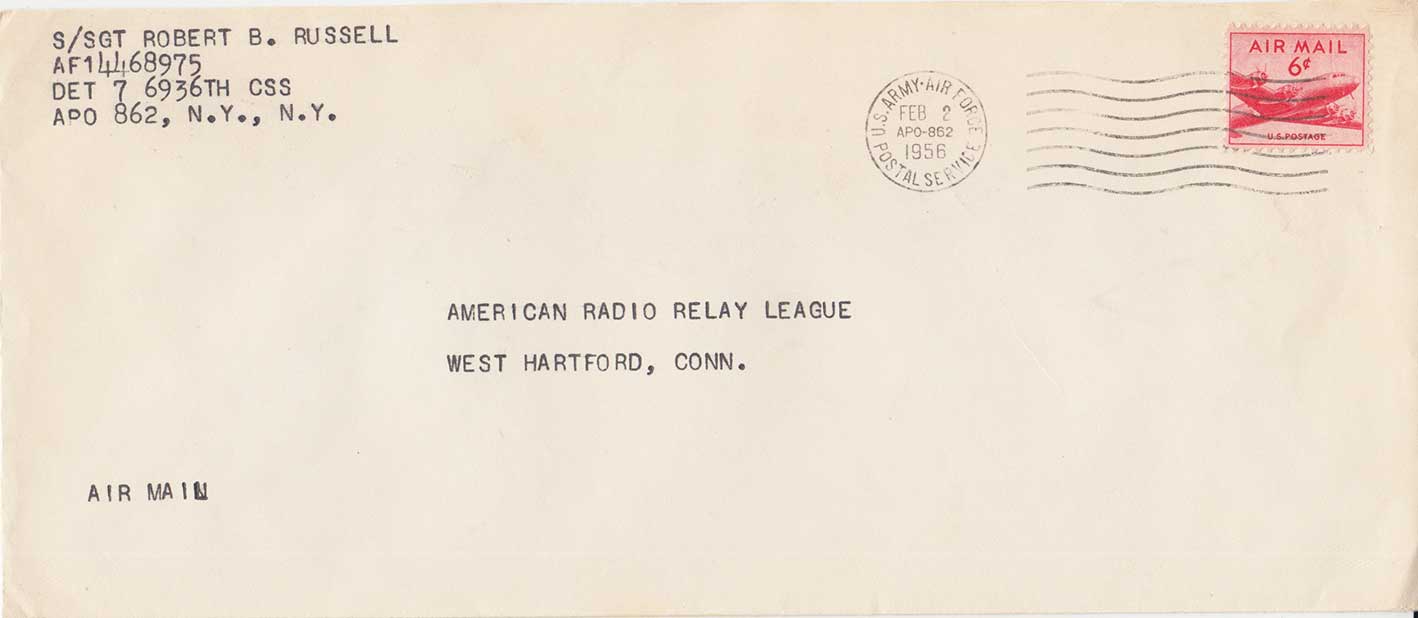 S/SGT ROBERT B. RUSSELL
AF14468975
DET 7 6936TH CSS
APO 862, N.Y., N.Y.
U.S. ARMY-AIR FORCE
FEB 2
APO-862
1956
POSTAL SERVICE
AIR MAIL
6¢
U.S. POSTAGE
AMERICAN RADIO RELAY LEAGUE
WEST HARTFORD, CONN.
AIR MAIL